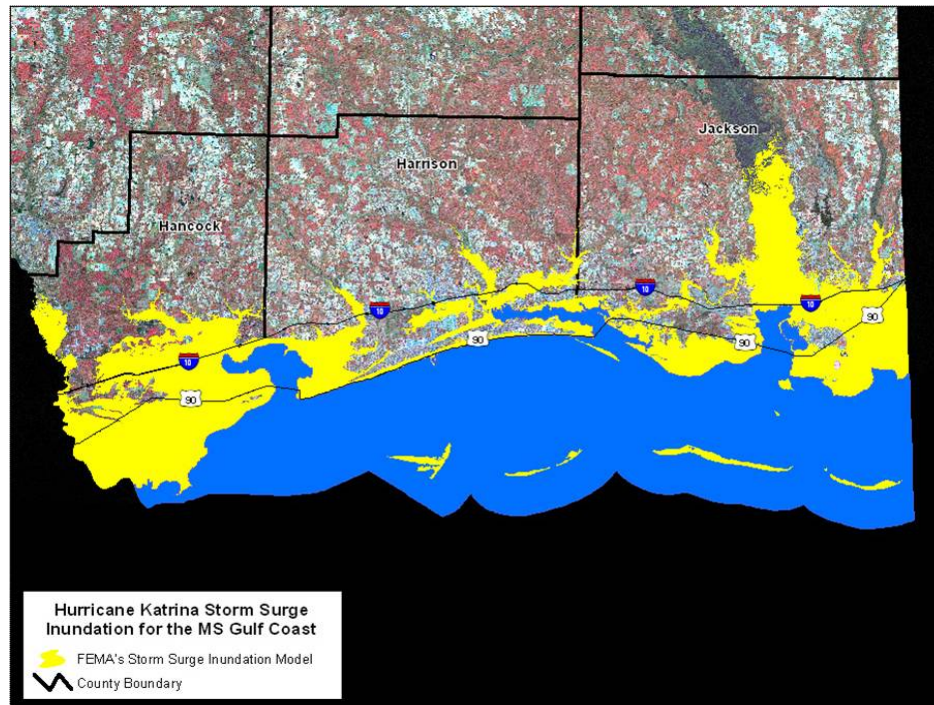 Jackson
Harrison
Hancock
10
10
10
90
10
90
90
10
90
Hurricane Katrina Storm Surge
Inundation for the MS Gulf Coast
FEMA's Storm Surge Inundation Model
County Boundary